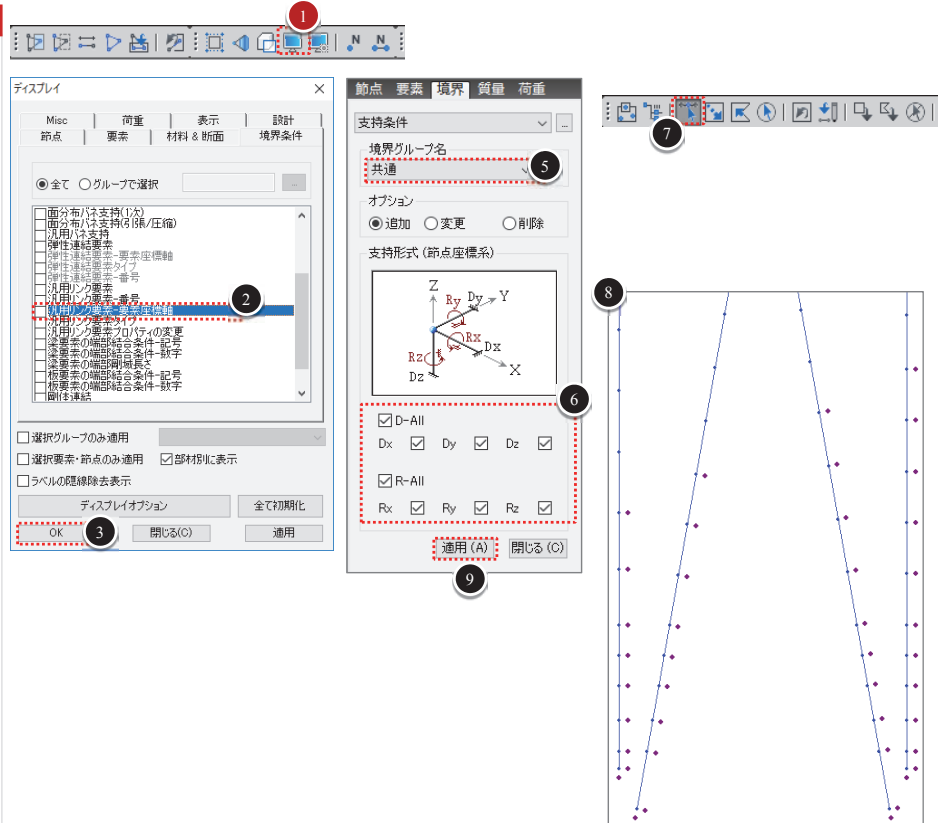 1
N
N
ディスプレイ
Misc
荷重
表示
設計
節点
要素
材料 & 断面
境界条件
全て
グループで選択
...
面分布バネ支持(1次)
面分布バネ支持(引張/圧縮)
汎用バネ支持
弾性連結要素
弾性連結要素-要素座標軸
弾性連結要素タイプ
弾性連結要素-番号
汎用リンク要素
汎用リンク要素-番号
汎用リンク要素-要素座標軸
汎用リンク要素タイプ
汎用リンク要素プロパティの変更
梁要素の端部結合条件-記号
梁要素の端部結合条件-数字
梁要素の端部剛域長さ
板要素の端部結合条件-記号
板要素の端部結合条件-数字
剛体連結
2
選択グループのみ適用
選択要素・節点のみ適用
部材別に表示
ラベルの隠線除去表示
ディスプレイオプション
全て初期化
OK
3
閉じる(C)
適用
節点 要素 境界 質量 荷重
支持条件
...
境界グループ名
共通
5
オプション
追加
変更
削除
支持形式 (節点座標系)
Z
Ry
Dy
Y
Rx
Dx
Rz
X
Dz
6
D-All
Dx
Dy
Dz
R-All
Rx
Ry
Rz
適用 (A)
閉じる (C)
9
7
8